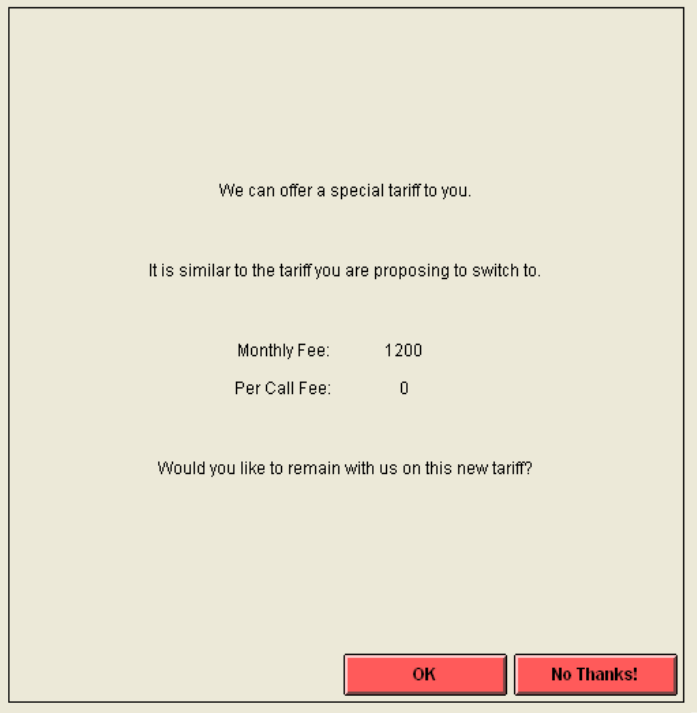 We can offer a special tariff to you.
It is similar to the tariff you are proposing to switch to.
Monthly Fee: 1200
Per Call Fee: 0
Would you like to remain with us on this new tariff?
OK No Thanks!